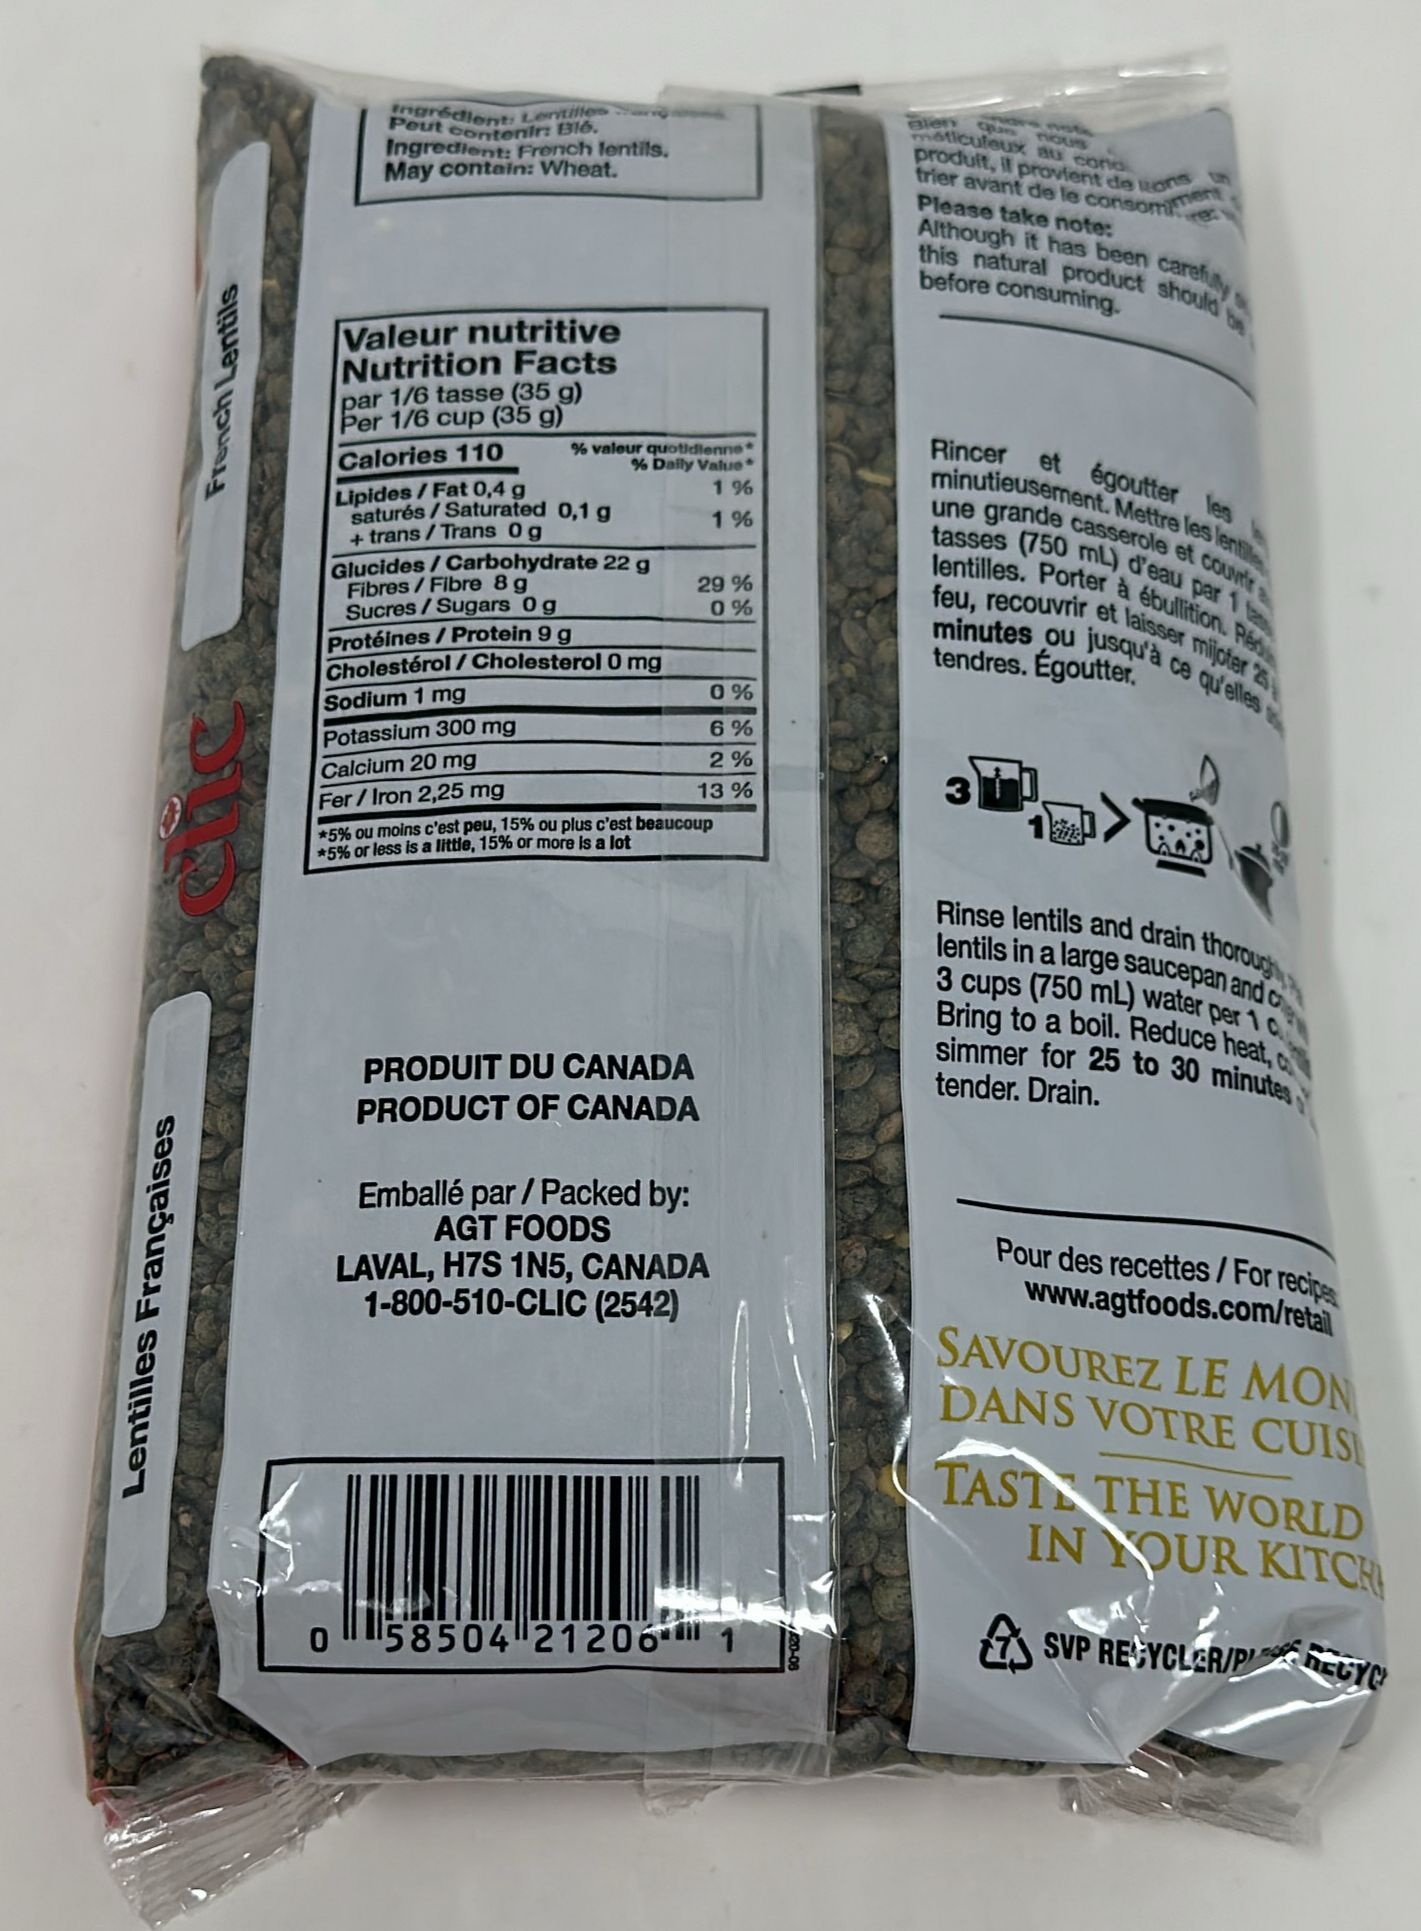 French Lentils
clic
Lentilles Françaises
Ingrédient: Lentilles
Peut contenir: Blé.
Ingredient: French lentils.
May contain: Wheat.
Valeur nutritive
Nutrition Facts
par 1/6 tasse (35 g)
Per 1/6 cup (35 g)
Calories 110
% valeur quotidienne*
% Daily Value*
Lipides / Fat 0,4 g 1 %
saturés / Saturated 0,1 g
+ trans / Trans 0 g 1 %
Glucides / Carbohydrate 22 g
Fibres / Fibre 8 g 29 %
Sucres / Sugars 0 g 0 %
Protéines / Protein 9 g
Cholestérol / Cholesterol 0 mg
Sodium 1 mg 0 %
Potassium 300 mg 6 %
Calcium 20 mg 2 %
Fer / Iron 2,25 mg 13 %
*5% ou moins c'est peu, 15% ou plus c'est beaucoup
*5% or less is a little, 15% or more is a lot
PRODUIT DU CANADA
PRODUCT OF CANADA
Emballé par / Packed by:
AGT FOODS
LAVAL, H7S 1N5, CANADA
1-800-510-CLIC (2542)
0 58504 21206 1
Bien que nous
méticuleux au
produit, il provient de
trier avant de le
Please take note:
Although it has been carefully
this natural product should be
before consuming.
Rincer et égoutter les
minutieusement. Mettre les
une grande casserole et couvrir
tasses (750 mL) d'eau par 1
lentilles. Porter à ébullition.
feu, recouvrir et laisser mijoter 25
minutes ou jusqu'à ce qu'elles
tendres. Égoutter.
3
1
Rinse lentils and drain
lentils in a large saucepan and
3 cups (750 mL) water per 1
Bring to a boil. Reduce heat,
simmer for 25 to 30 minutes
tender. Drain.
Pour des recettes / For recipes
www.agtfoods.com/retail
SAVOUREZ LE
DANS VOTRE
TASTE THE WORLD
IN YOUR
7
SVP RECYCLER/